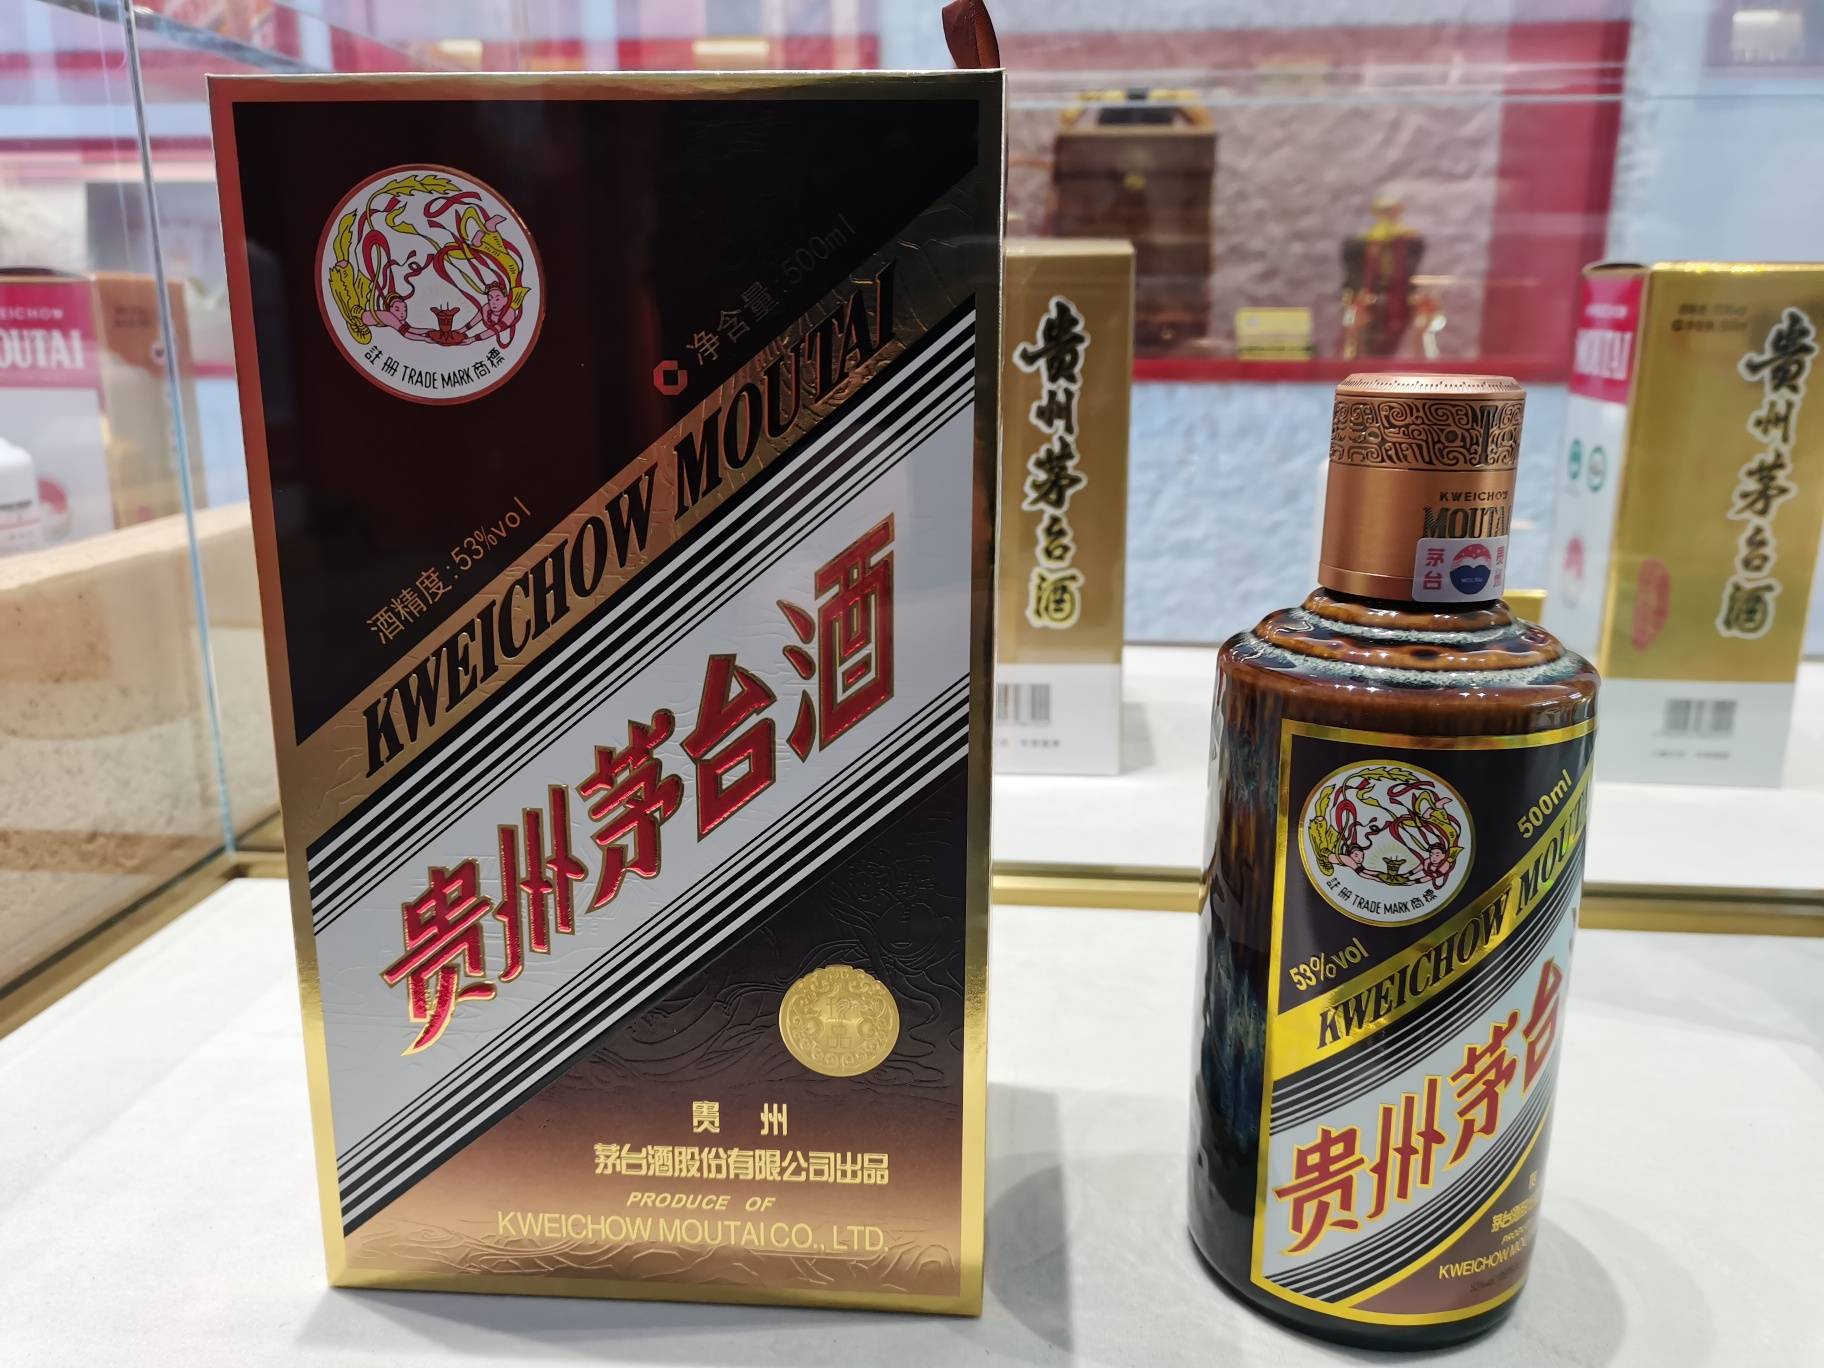 註册 TRADE MARK 商標
净含量:500ml
酒精度:53%vol
KWEICHOW MOUTAI
贵州茅台酒
贵州
茅台酒股份有限公司出品
PRODUCE OF
KWEICHOW MOUTAI CO., LTD.
KWEICHOW
MOUTAI
茅台
贵州
註册 TRADE MARK 商標
500ml
53%vol
KWEICHOW MOUT
贵州茅台
KWEICHOW
贵州茅台酒
贵州茅台酒
MOUTAI